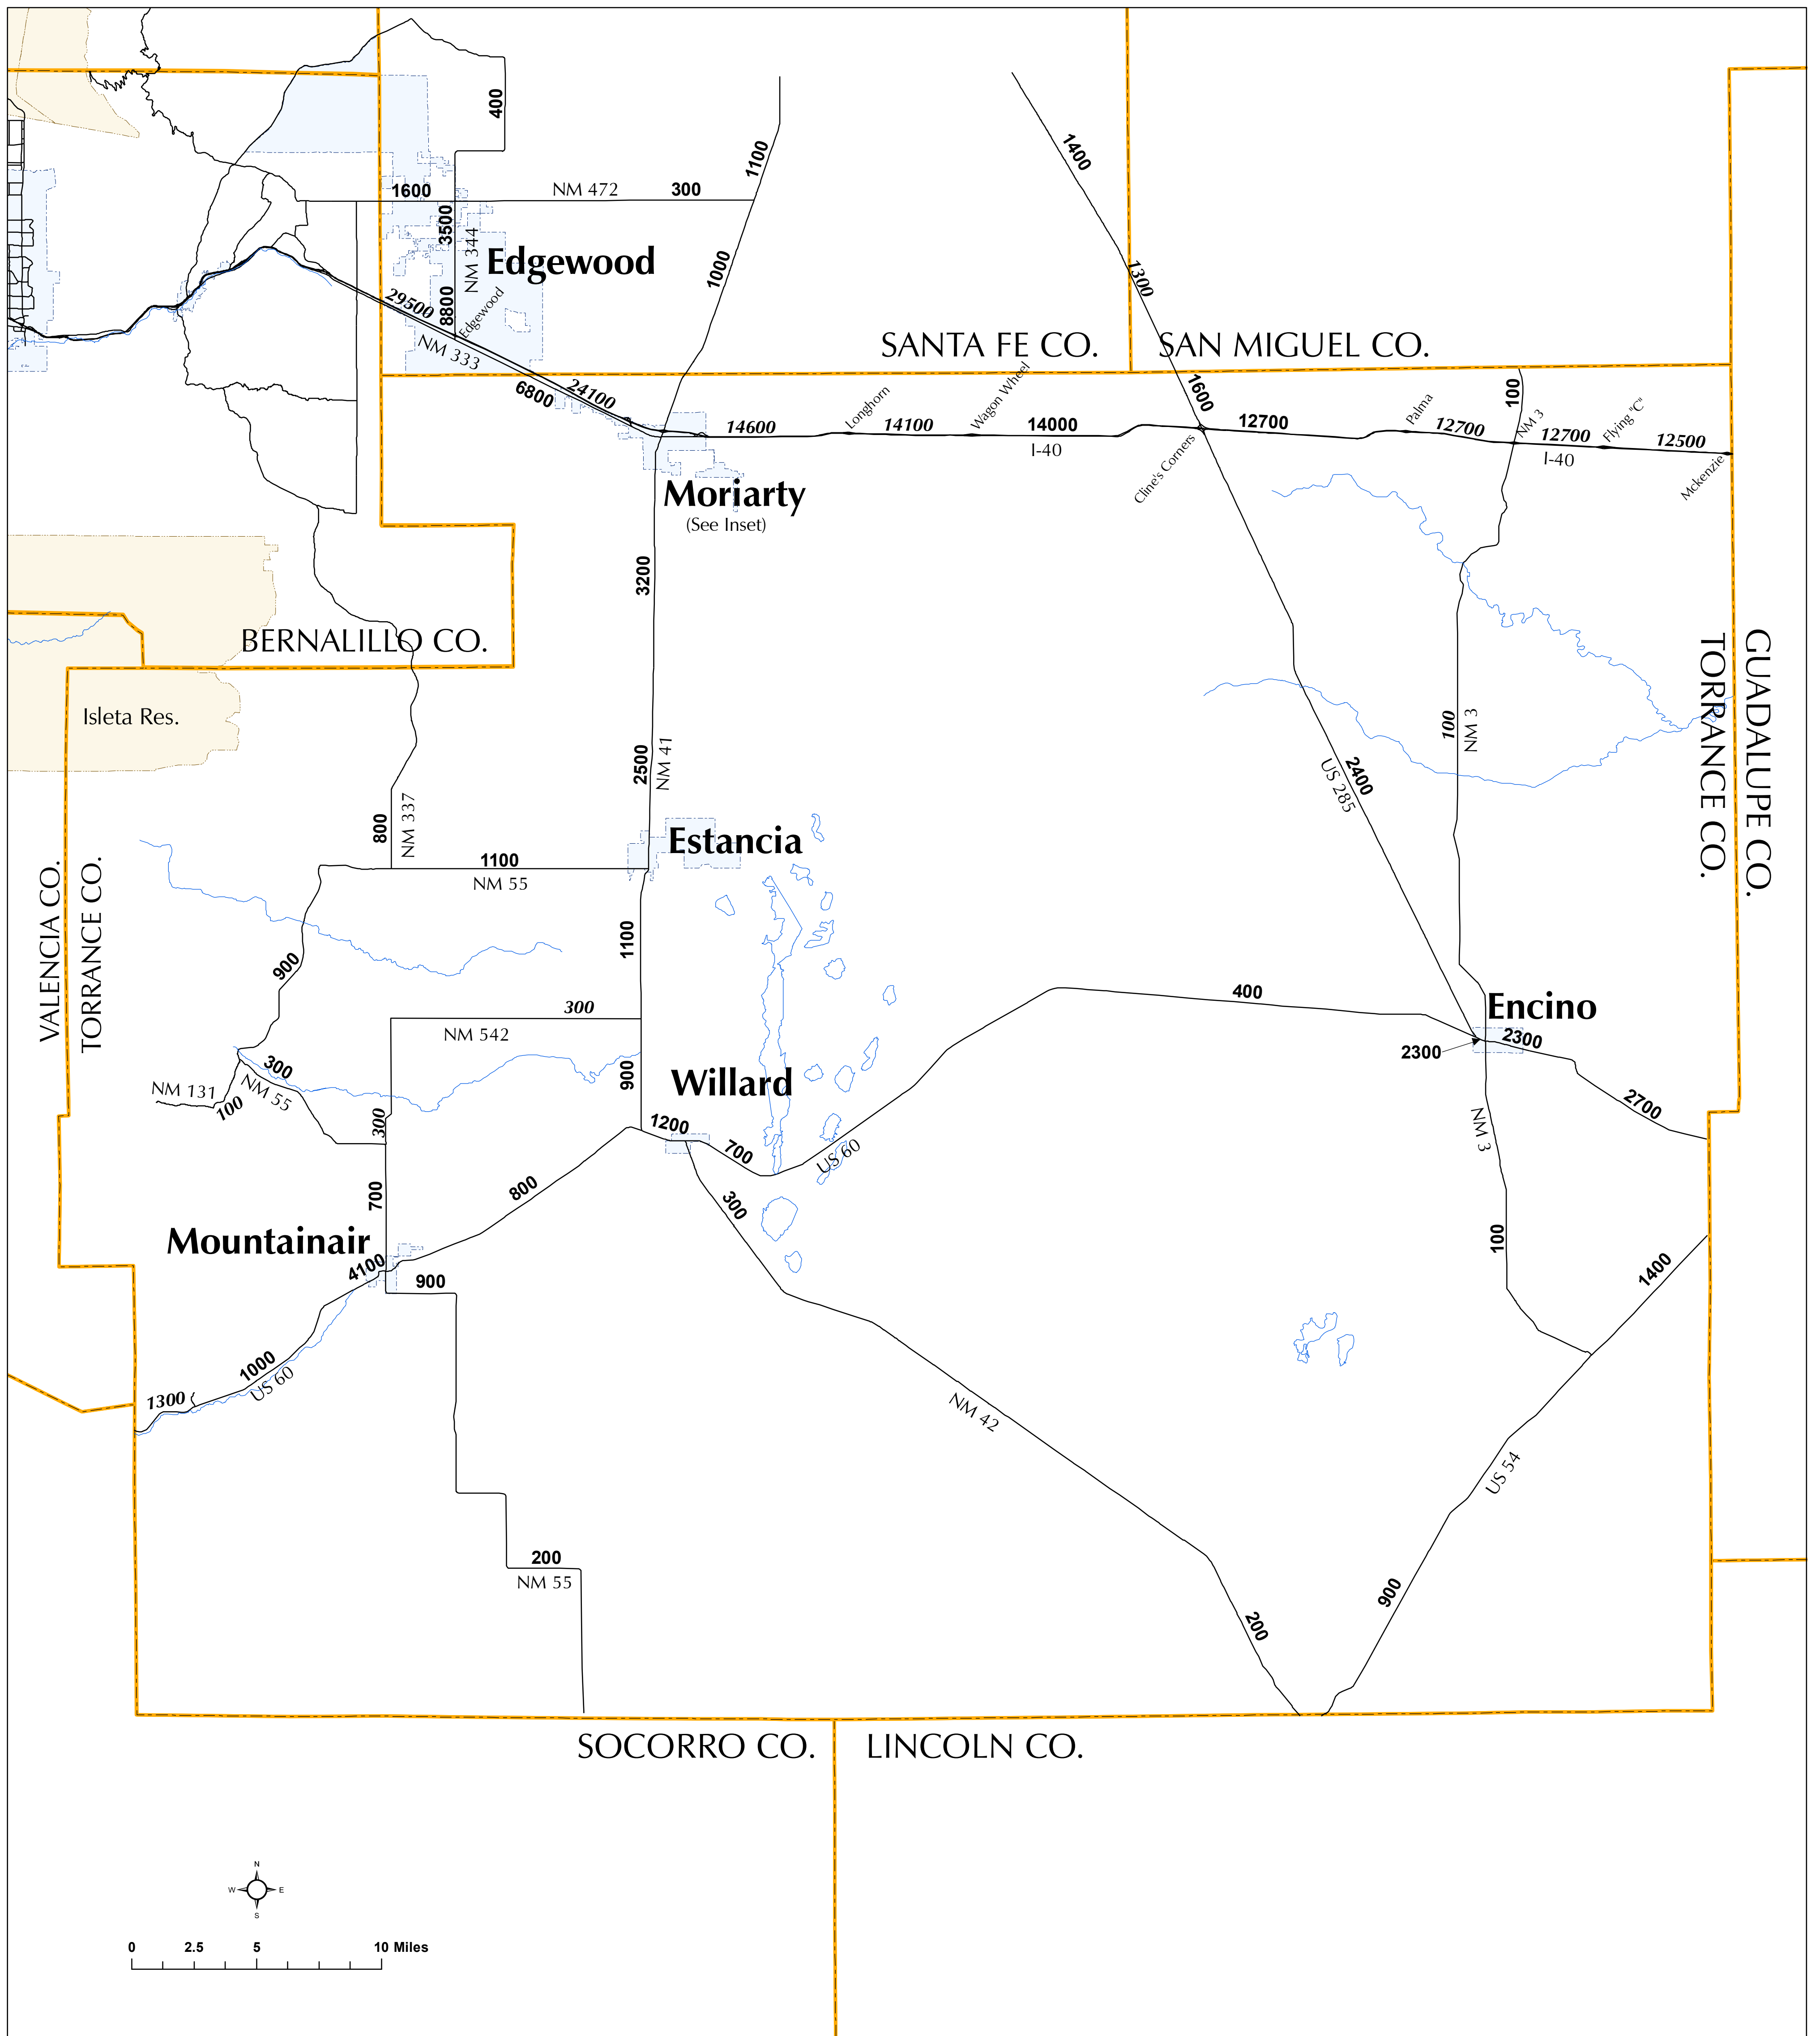 400
1100
1400
1600
NM 472
300
3500
NM 344
Edgewood
1000
1300
29500
8800
Edgewood
NM 333
SANTA FE CO.
SAN MIGUEL CO.
6800
24100
14600
Longhorn
14100
Wagon Wheel
14000
I-40
1600
Cline's Corners
12700
Palma
12700
100
NM 3
12700
I-40
Flying "C"
12500
Mckenzie
Moriarty
(See Inset)
3200
BERNALILLO CO.
Isleta Res.
2500
NM 41
100
NM 3
2400
US 285
TORRANCE CO.
GUADALUPE CO.
800
NM 337
Estancia
1100
NM 55
VALENCIA CO.
TORRANCE CO.
900
1100
300
NM 542
400
Encino
2300
2300
300
NM 55
NM 131
100
900
Willard
300
1200
700
US 60
2700
NM 3
800
700
300
Mountainair
4100
900
100
1400
1000
US 60
1300
NM 42
US 54
200
NM 55
200
900
SOCORRO CO.
LINCOLN CO.
N
W
E
S
0 2.5 5 10 Miles